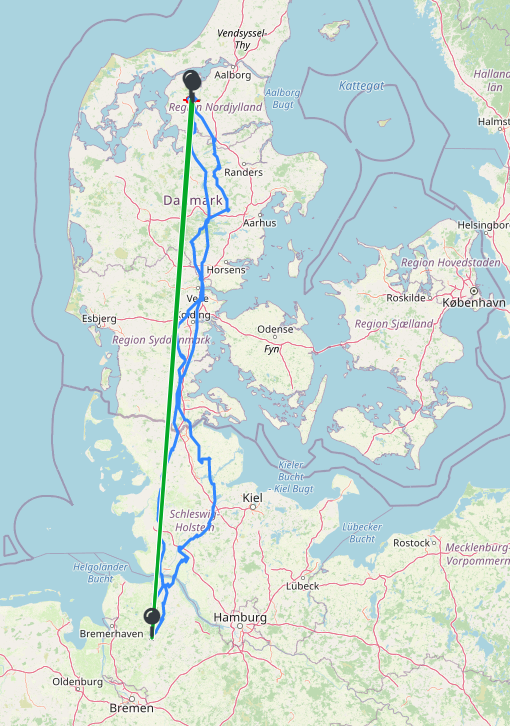 Vendsyssel-
Thy
Aalborg
Kattegat
Halland
län
Aalborg
Bugt
Region Nordjylland
Halmst
Randers
Danmark
Aarhus
Helsingborg
Region Hovedstaden
Horsens
Roskilde
København
Vejle
Esbjerg
Kolding
Odense
Region Sjælland
Region Syddanmark
Fyn
Kieler
Bucht
- Kiel Bugt
Kiel
Schleswig-
Holstein
Lübecker
Bucht
Rostock
Mecklenburg-
Vorpommern
Helgoländer
Bucht
Lübeck
Hamburg
Bremerhaven
Oldenburg
Bremen